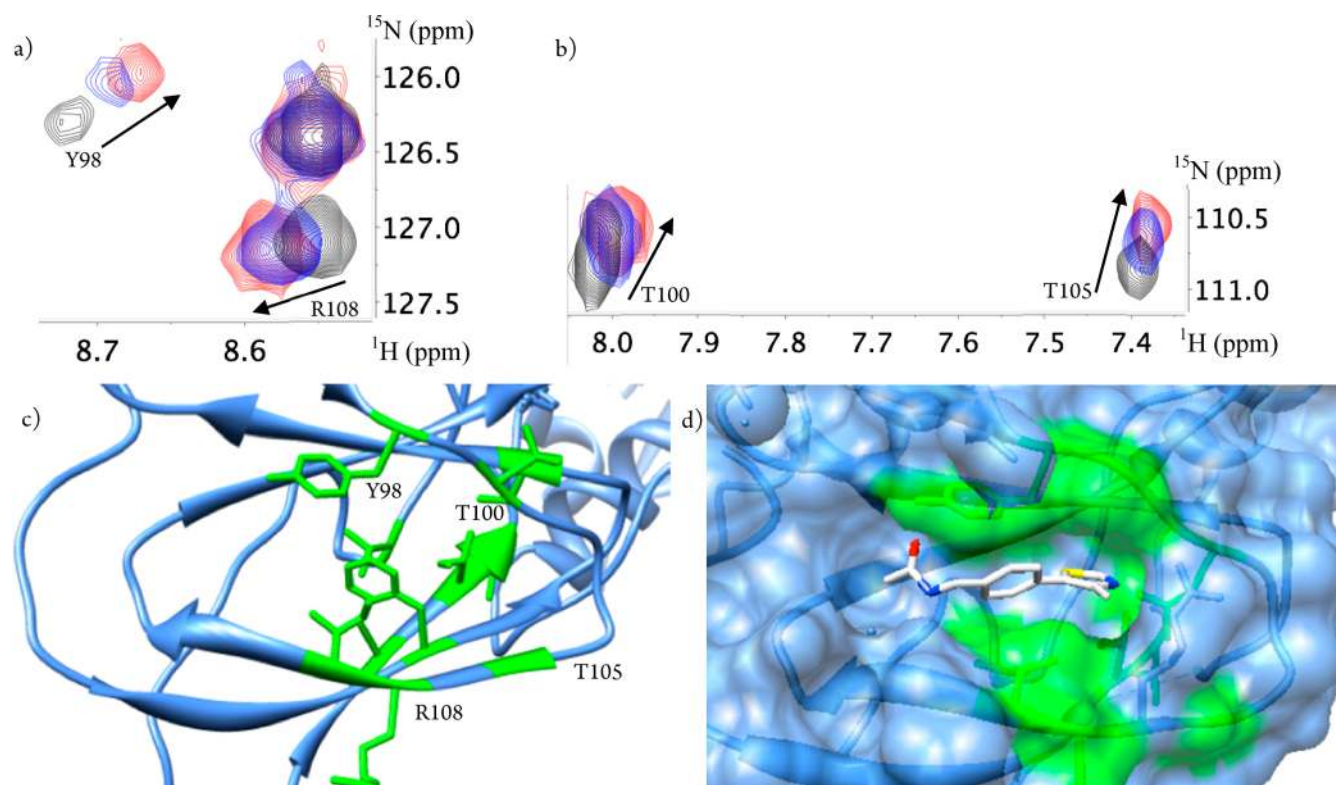 a)
¹⁵N (ppm)
126.0
126.5
127.0
127.5
Y98
R108
8.7
8.6
¹H (ppm)
b)
¹⁵N (ppm)
110.5
111.0
T100
T105
8.0 7.9 7.8 7.7 7.6 7.5 7.4 ¹H (ppm)
c)
Y98
T100
T105
R108
d)